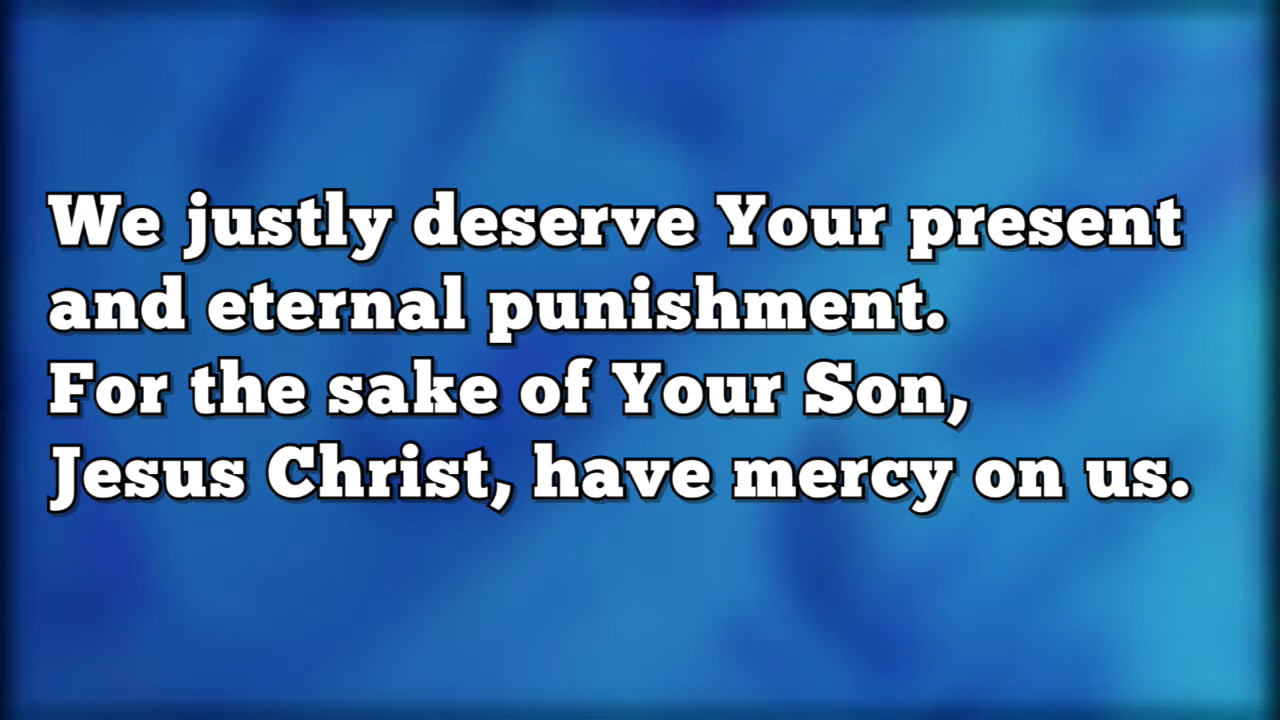 We justly deserve Your present
and eternal punishment.
For the sake of Your Son,
Jesus Christ, have mercy on us.